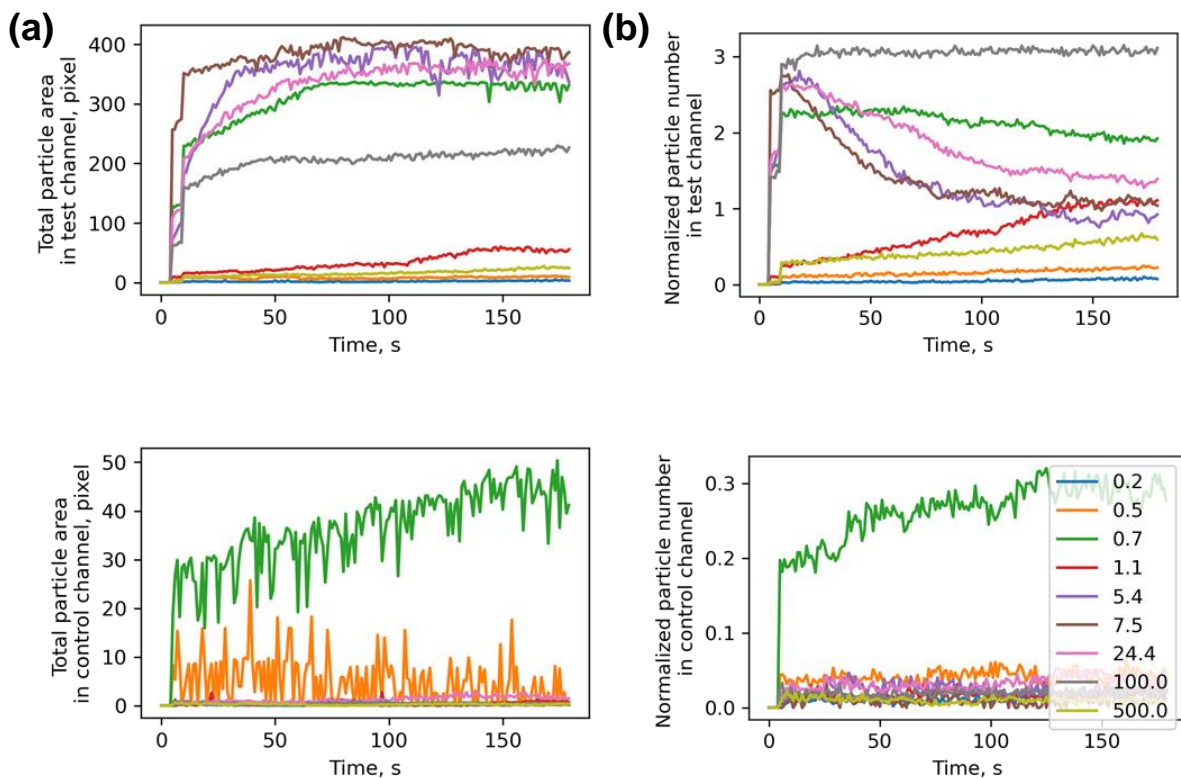 (a)
Total particle area
in test channel, pixel
400
300
200
100
0
0 50 100 150
Time, s
(b)
Normalized particle number
in test channel
3
2
1
0
0 50 100 150
Time, s
Total particle area
in control channel, pixel
50
40
30
20
10
0
0 50 100 150
Time, s
Normalized particle number
in control channel
0.3
0.2
0.1
0.0
0 50 100 150
Time, s
0.2
0.5
0.7
1.1
5.4
7.5
24.4
100.0
500.0